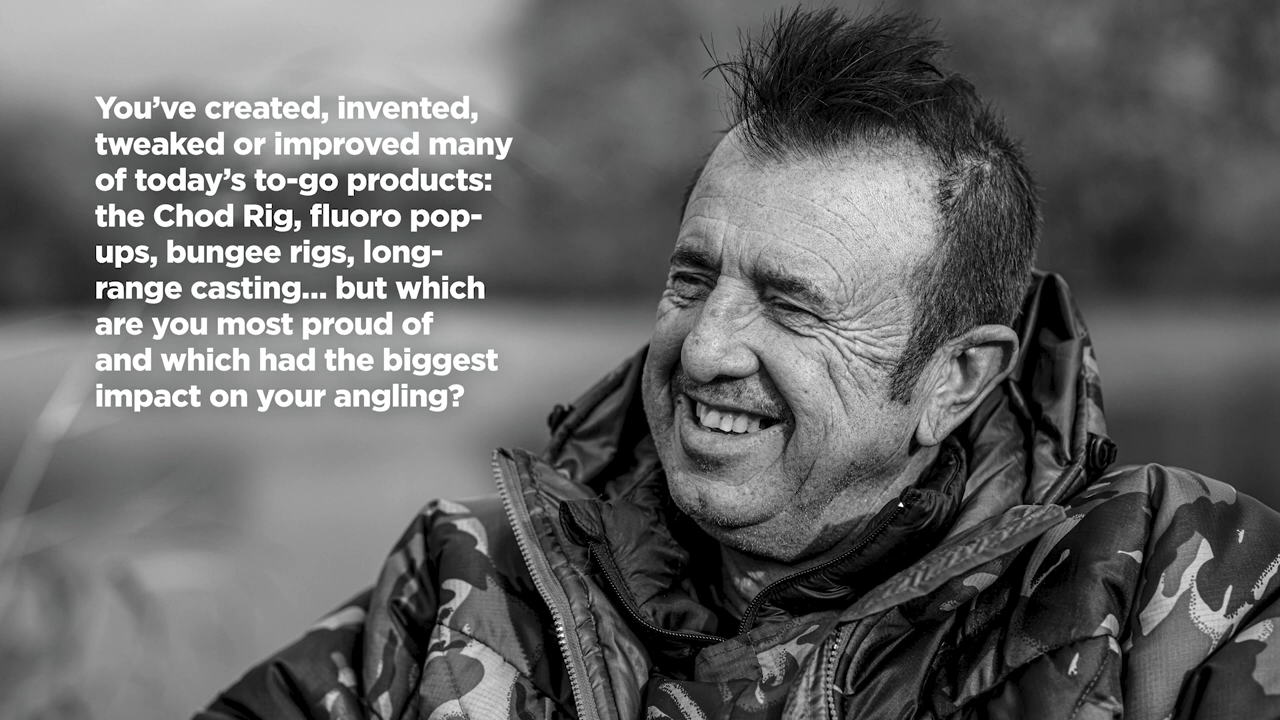 You’ve created, invented,
tweaked or improved many
of today’s to-go products:
the Chod Rig, fluoro pop-
ups, bungee rigs, long-
range casting... but which
are you most proud of
and which had the biggest
impact on your angling?